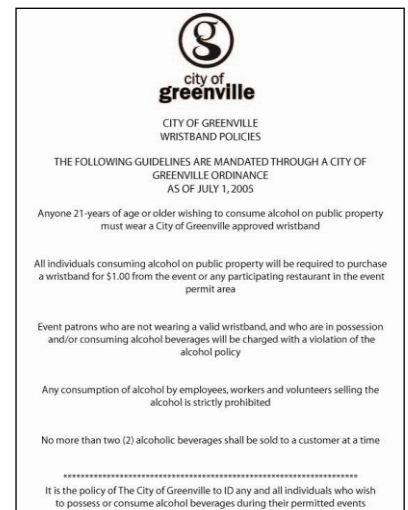 g
city of
greenville
CITY OF GREENVILLE
WRISTBAND POLICIES
THE FOLLOWING GUIDELINES ARE MANDATED THROUGH A CITY OF
GREENVILLE ORDINANCE
AS OF JULY 1, 2005
Anyone 21-years of age or older wishing to consume alcohol on public property
must wear a City of Greenville approved wristband
All individuals consuming alcohol on public property will be required to purchase
a wristband for $1.00 from the event or any participating restaurant in the event
permit area
Event patrons who are not wearing a valid wristband, and who are in possession
and/or consuming alcohol beverages will be charged with a violation of the
alcohol policy
Any consumption of alcohol by employees, workers and volunteers selling the
alcohol is strictly prohibited
No more than two (2) alcoholic beverages shall be sold to a customer at a time
********************************************************************
It is the policy of The City of Greenville to ID any and all individuals who wish
to possess or consume alcohol beverages during their permitted events